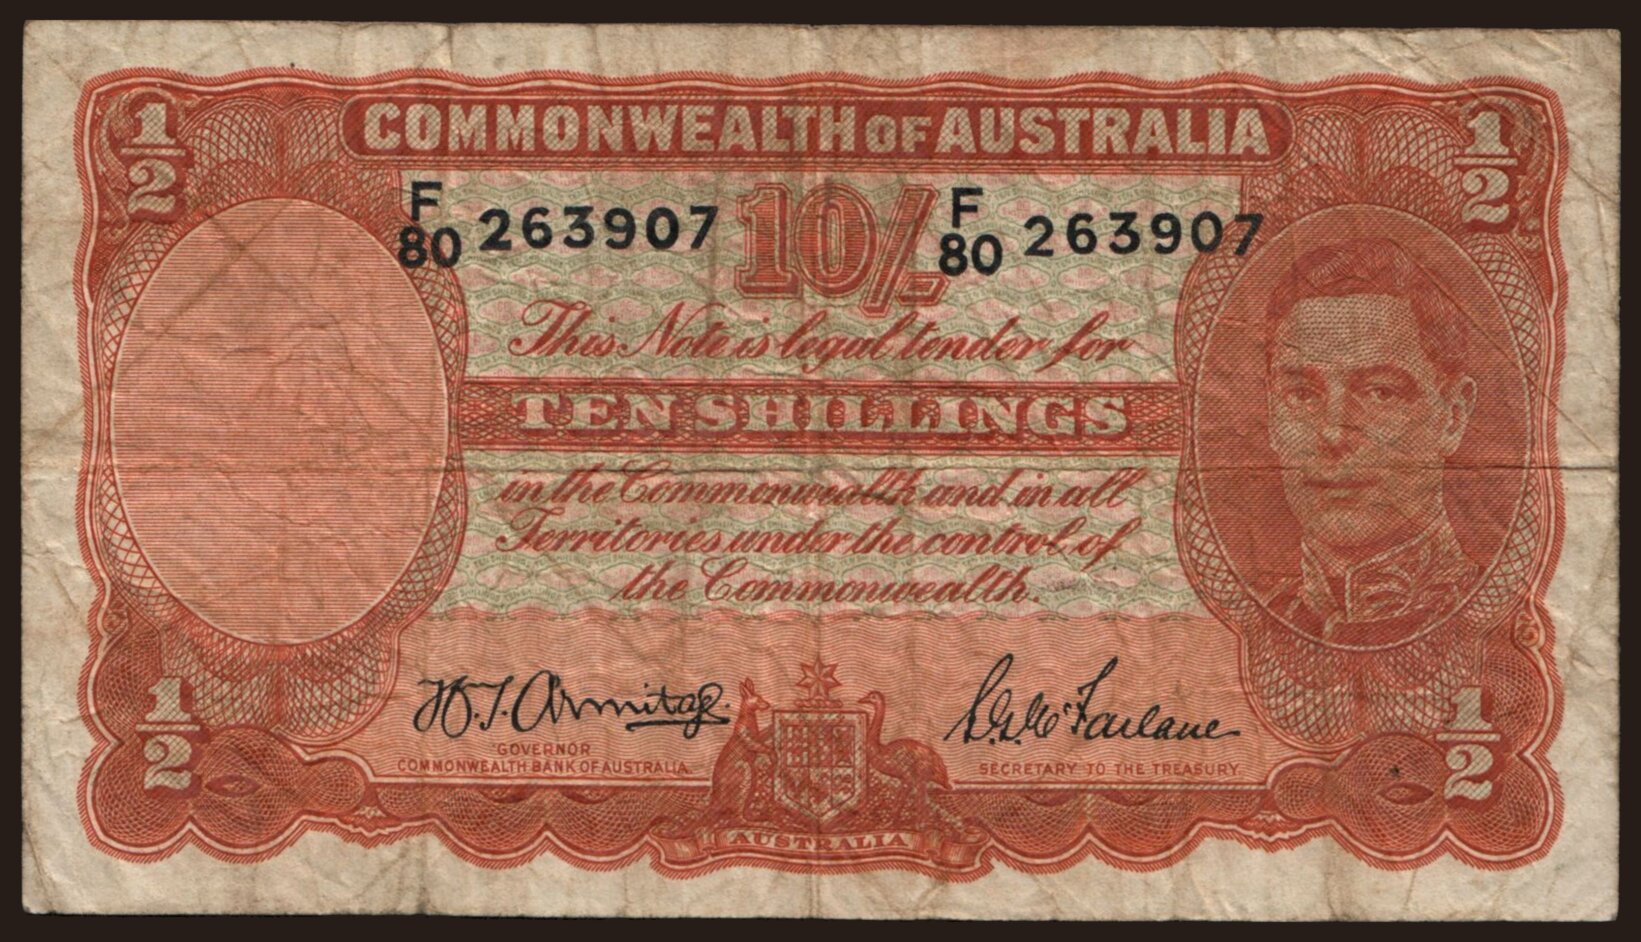 1/2 COMMONWEALTH OF AUSTRALIA 1/2
F/80 263907 10/- F/80 263907
This Note is legal tender for
TEN SHILLINGS
in the Commonwealth and in all
Territories under the control of
the Commonwealth.
H.T. Armitage. S.G. McFarlane
GOVERNOR
COMMONWEALTH BANK OF AUSTRALIA. SECRETARY TO THE TREASURY.
1/2 1/2
AUSTRALIA